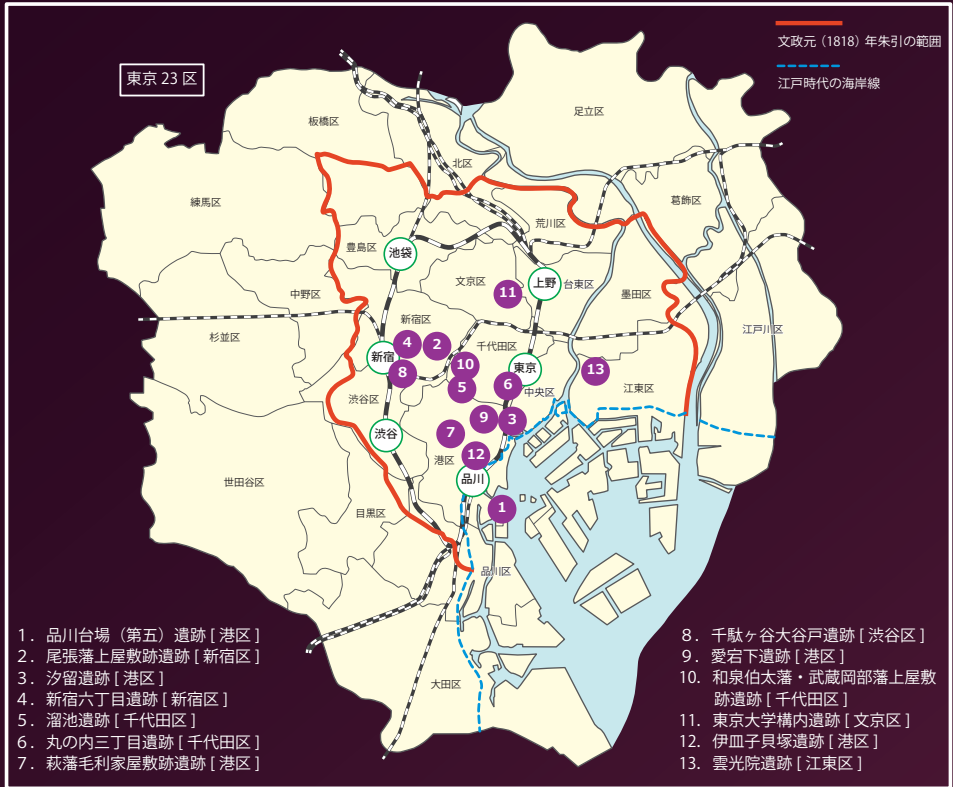 文政元（1818）年朱引の範囲
江戸時代の海岸線
東京 23 区
足立区
板橋区
北区
葛飾区
練馬区
荒川区
豊島区
池袋
上野
台東区
文京区
11
墨田区
中野区
新宿区
江戸川区
杉並区
4
2
千代田区
新宿
10
東京
13
8
5
6
中央区
江東区
渋谷区
9
3
渋谷
7
港区
12
品川
世田谷区
1
目黒区
品川区
大田区
1．品川台場（第五）遺跡 [ 港区 ]
2．尾張藩上屋敷跡遺跡 [ 新宿区 ]
3．汐留遺跡 [ 港区 ]
4．新宿六丁目遺跡 [ 新宿区 ]
5．溜池遺跡 [ 千代田区 ]
6．丸の内三丁目遺跡 [ 千代田区 ]
7．萩藩毛利家屋敷跡遺跡 [ 港区 ]
8．千駄ヶ谷大谷戸遺跡 [ 渋谷区 ]
9．愛宕下遺跡 [ 港区 ]
10．和泉伯太藩・武蔵岡部藩上屋敷
跡遺跡 [ 千代田区 ]
11．東京大学構内遺跡 [ 文京区 ]
12．伊皿子貝塚遺跡 [ 港区 ]
13．雲光院遺跡 [ 江東区 ]